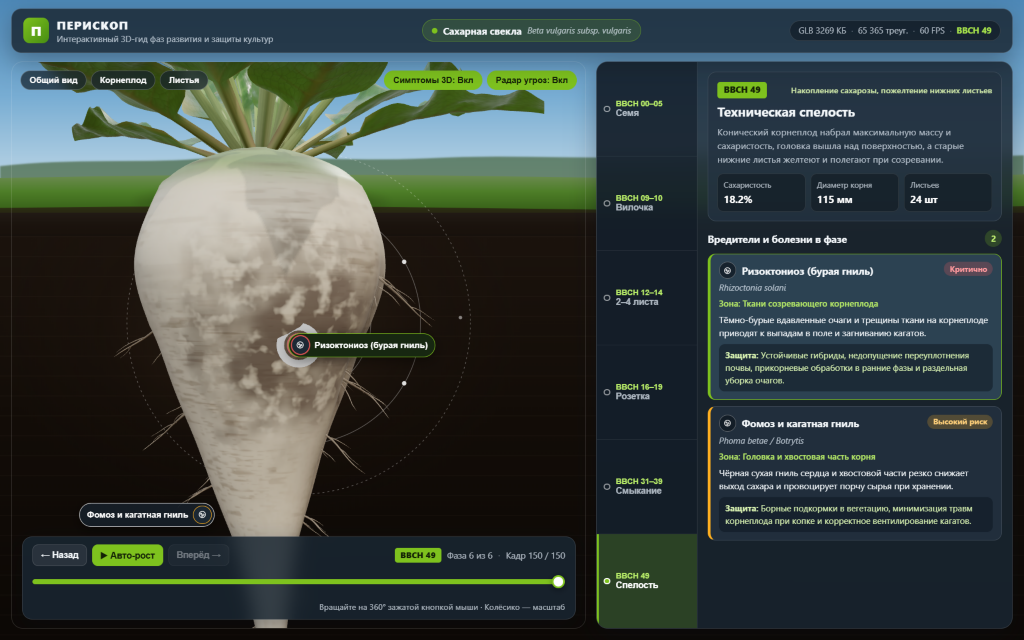 П
ПЕРИСКОП
Интерактивный 3D-гид фаз развития и защиты культур
Сахарная свекла Beta vulgaris subsp. vulgaris
GLB 3269 КБ · 65 365 треуг. · 60 FPS · BBCH 49
Общий вид
Корнеплод
Листья
Симптомы 3D: Вкл
Радар угроз: Вкл
Ризоктониоз (бурая гниль)
Фомоз и кагатная гниль
← Назад
▶ Авто-рост
Вперёд →
BBCH 49
Фаза 6 из 6 · Кадр 150 / 150
Вращайте на 360° зажатой кнопкой мыши · Колёсико — масштаб
BBCH 00–05
Семя
BBCH 09–10
Вилочка
BBCH 12–14
2–4 листа
BBCH 16–19
Розетка
BBCH 31–39
Смыкание
BBCH 49
Спелость
BBCH 49
Накопление сахарозы, пожелтение нижних листьев
Техническая спелость
Конический корнеплод набрал максимальную массу и
сахаристость, головка вышла над поверхностью, а старые
нижние листья желтеют и полегают при созревании.
Сахаристость
18.2%
Диаметр корня
115 мм
Листьев
24 шт
Вредители и болезни в фазе
2
Ризоктониоз (бурая гниль)
Критично
Rhizoctonia solani
Зона: Ткани созревающего корнеплода
Тёмно-бурые вдавленные очаги и трещины ткани на корнеплоде
приводят к выпадам в поле и загниванию кагатов.
Защита: Устойчивые гибриды, недопущение переуплотнения
почвы, прикорневые обработки в ранние фазы и раздельная
уборка очагов.
Фомоз и кагатная гниль
Высокий риск
Phoma betae / Botrytis
Зона: Головка и хвостовая часть корня
Чёрная сухая гниль сердца и хвостовой части резко снижает
выход сахара и провоцирует порчу сырья при хранении.
Защита: Борные подкормки в вегетацию, минимизация травм
корнеплода при копке и корректное вентилирование кагатов.